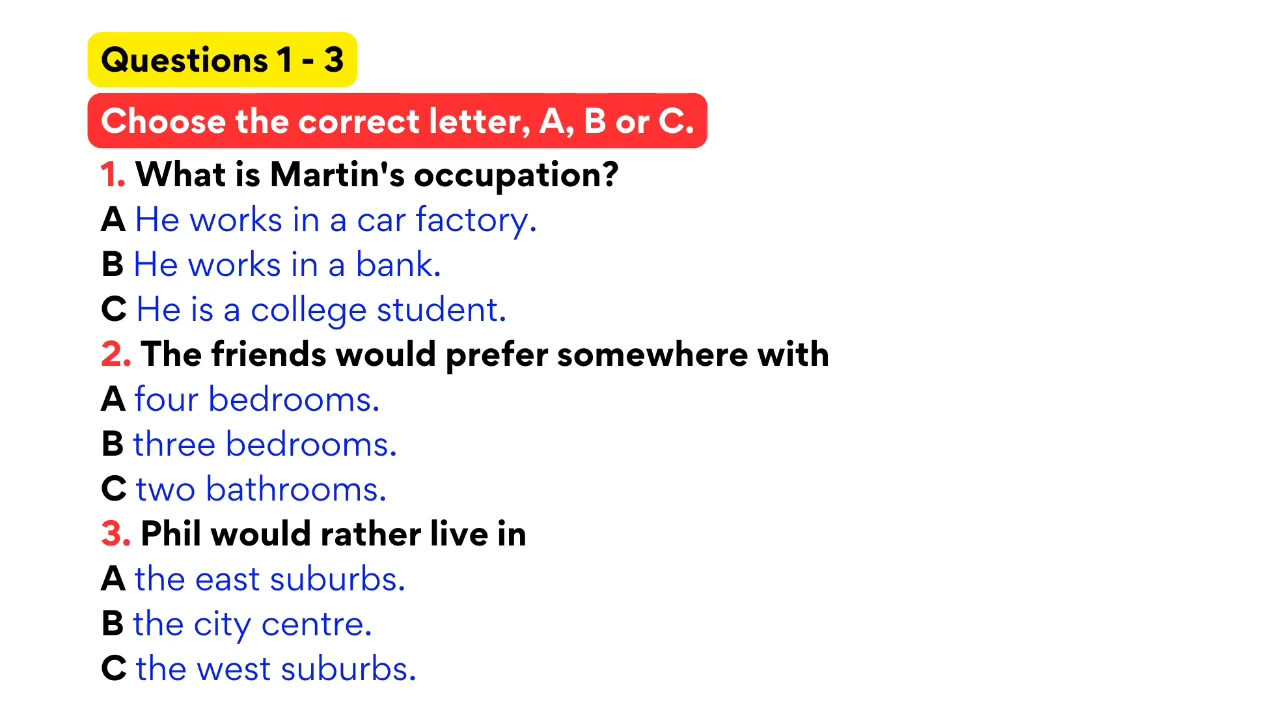 Questions 1 - 3
Choose the correct letter, A, B or C.
1. What is Martin's occupation?
A He works in a car factory.
B He works in a bank.
C He is a college student.
2. The friends would prefer somewhere with
A four bedrooms.
B three bedrooms.
C two bathrooms.
3. Phil would rather live in
A the east suburbs.
B the city centre.
C the west suburbs.